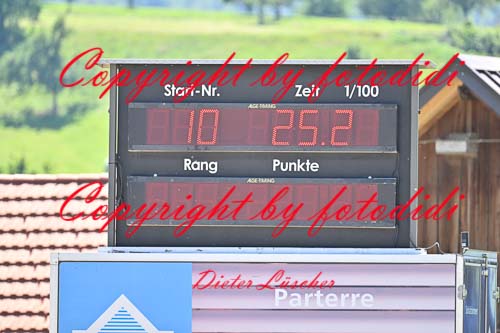 Copyright by fotodidi
Start-Nr. Zeit 1/100
ALGE-TIMING
10 25.2
Rang Punkte
ALGE-TIMING
Copyright by fotodidi
Dieter Lüscher
Parterre